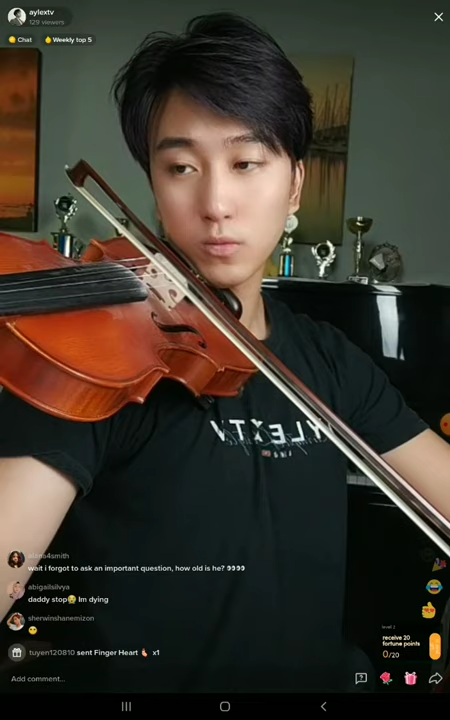 aylextv
129 viewers
Chat
Weekly top 5
AYLEXTV
alana4smith
wait i forgot to ask an important question, how old is he? 👀👀👀👀
abigailsilvya
daddy stop😭 Im dying
sherwinshanemizon
tuyen120810 sent Finger Heart x1
level 2
receive 20
fortune points
0/20
Add comment...